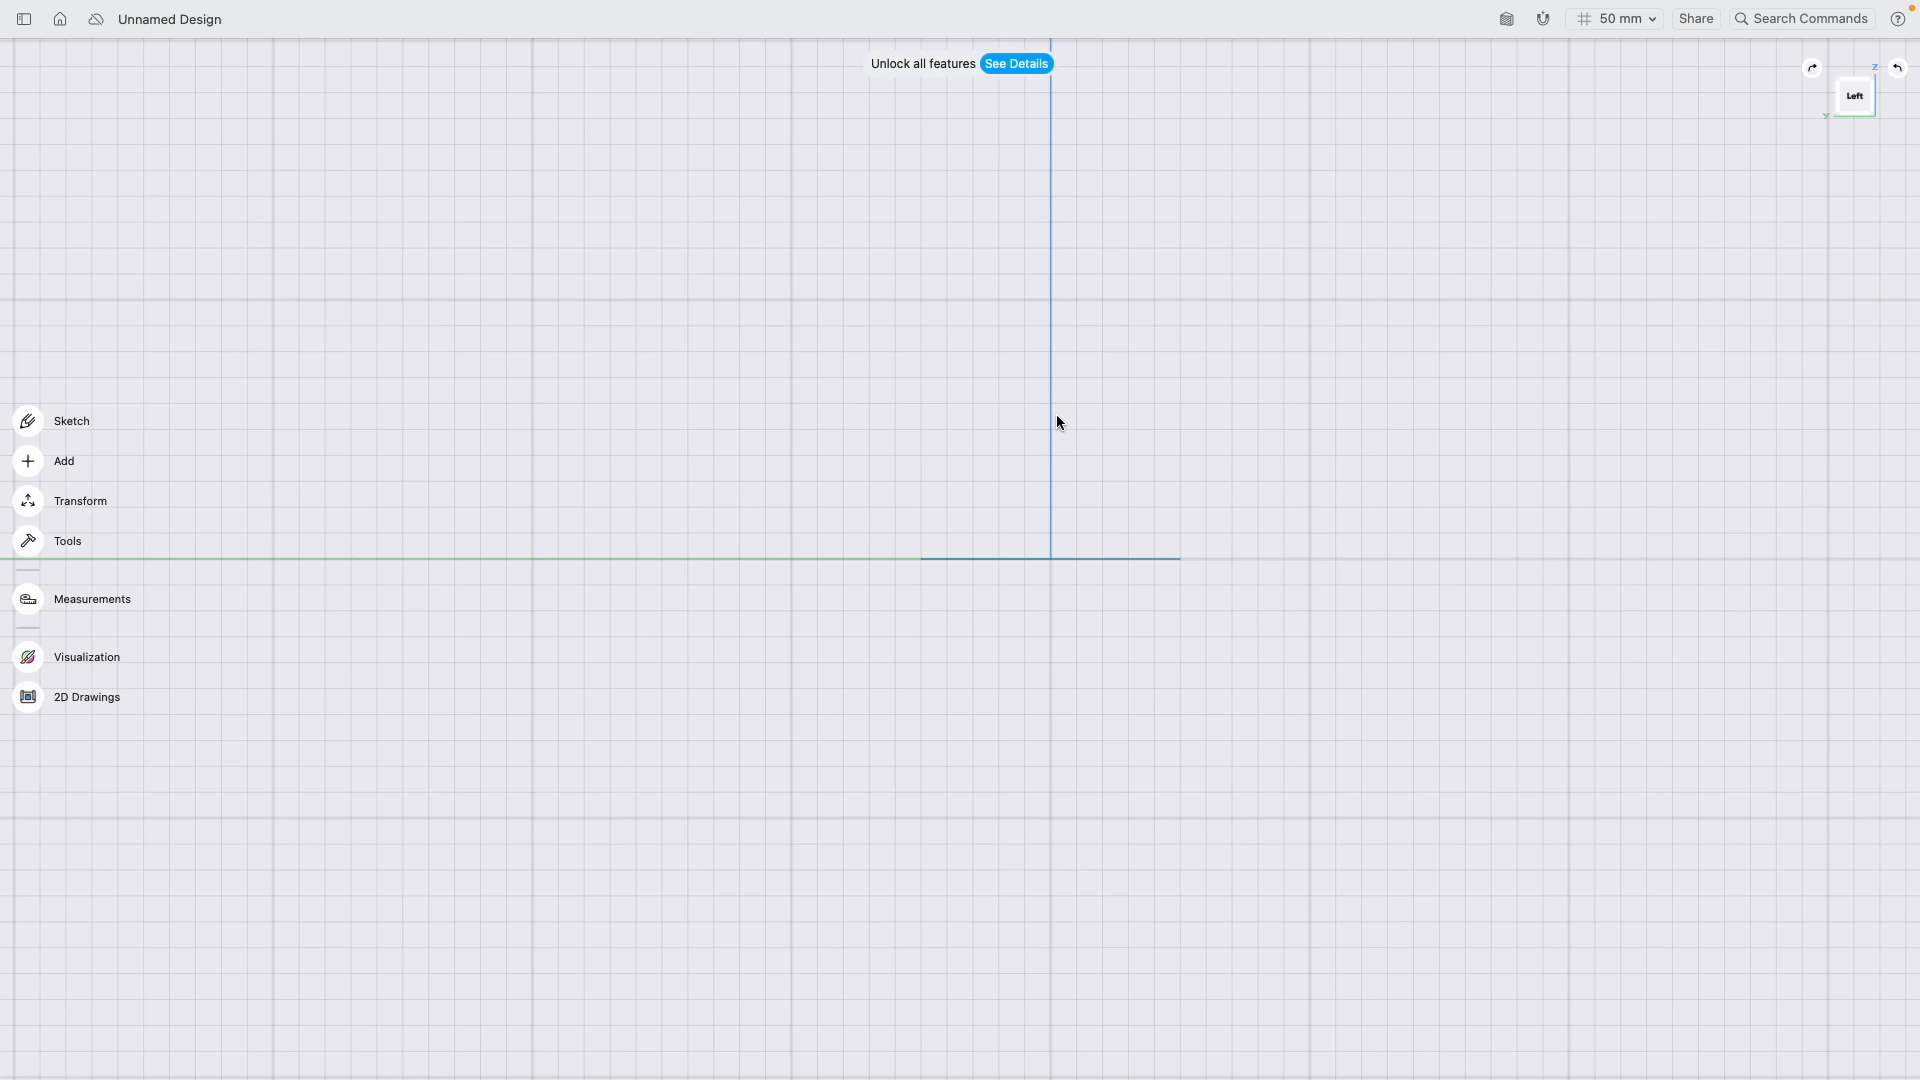 Unnamed Design
50 mm
Share
Search Commands
Unlock all features See Details
Z
Left
Y
Sketch
Add
Transform
Tools
Measurements
Visualization
2D Drawings